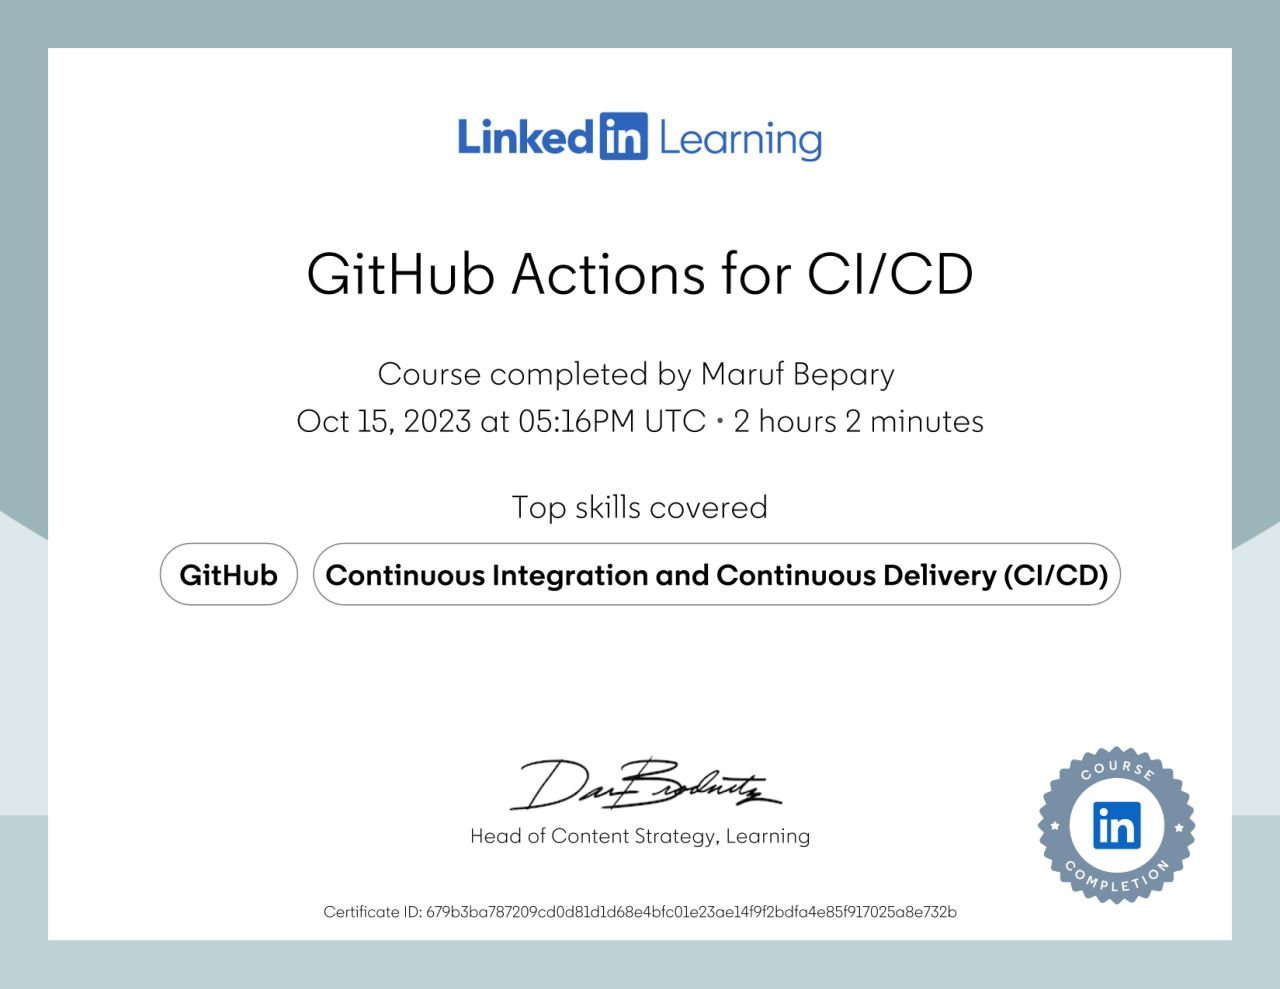 Linked in Learning
GitHub Actions for CI/CD
Course completed by Maruf Bepary
Oct 15, 2023 at 05:16PM UTC • 2 hours 2 minutes
Top skills covered
GitHub
Continuous Integration and Continuous Delivery (CI/CD)
Dan Brodnitz
Head of Content Strategy, Learning
COURSE
in
COMPLETION
Certificate ID: 679b3ba787209cd0d81d1d68e4bfc01e23ae14f9f2bdfa4e85f917025a8e732b